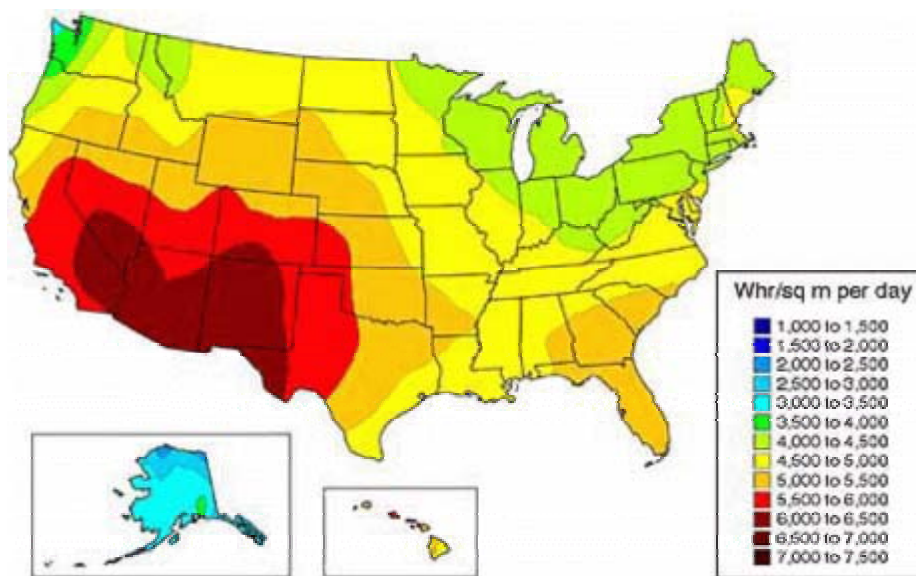 Whr/sq m per day
1,000 to 1,500
1,500 to 2,000
2,000 to 2,500
2,500 to 3,000
3,000 to 3,500
3,500 to 4,000
4,000 to 4,500
4,500 to 5,000
5,000 to 5,500
5,500 to 6,000
6,000 to 6,500
6,500 to 7,000
7,000 to 7,500